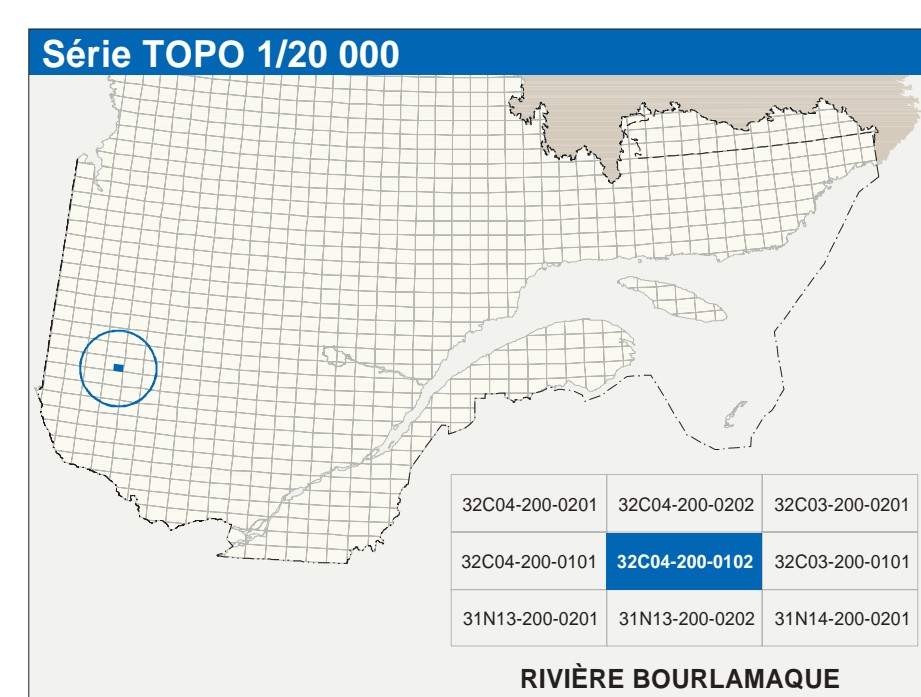 Série TOPO 1/20 000
32C04-200-0201 32C04-200-0202 32C03-200-0201
32C04-200-0101 32C04-200-0102 32C03-200-0101
31N13-200-0201 31N13-200-0202 31N14-200-0201
RIVIÈRE BOURLAMAQUE